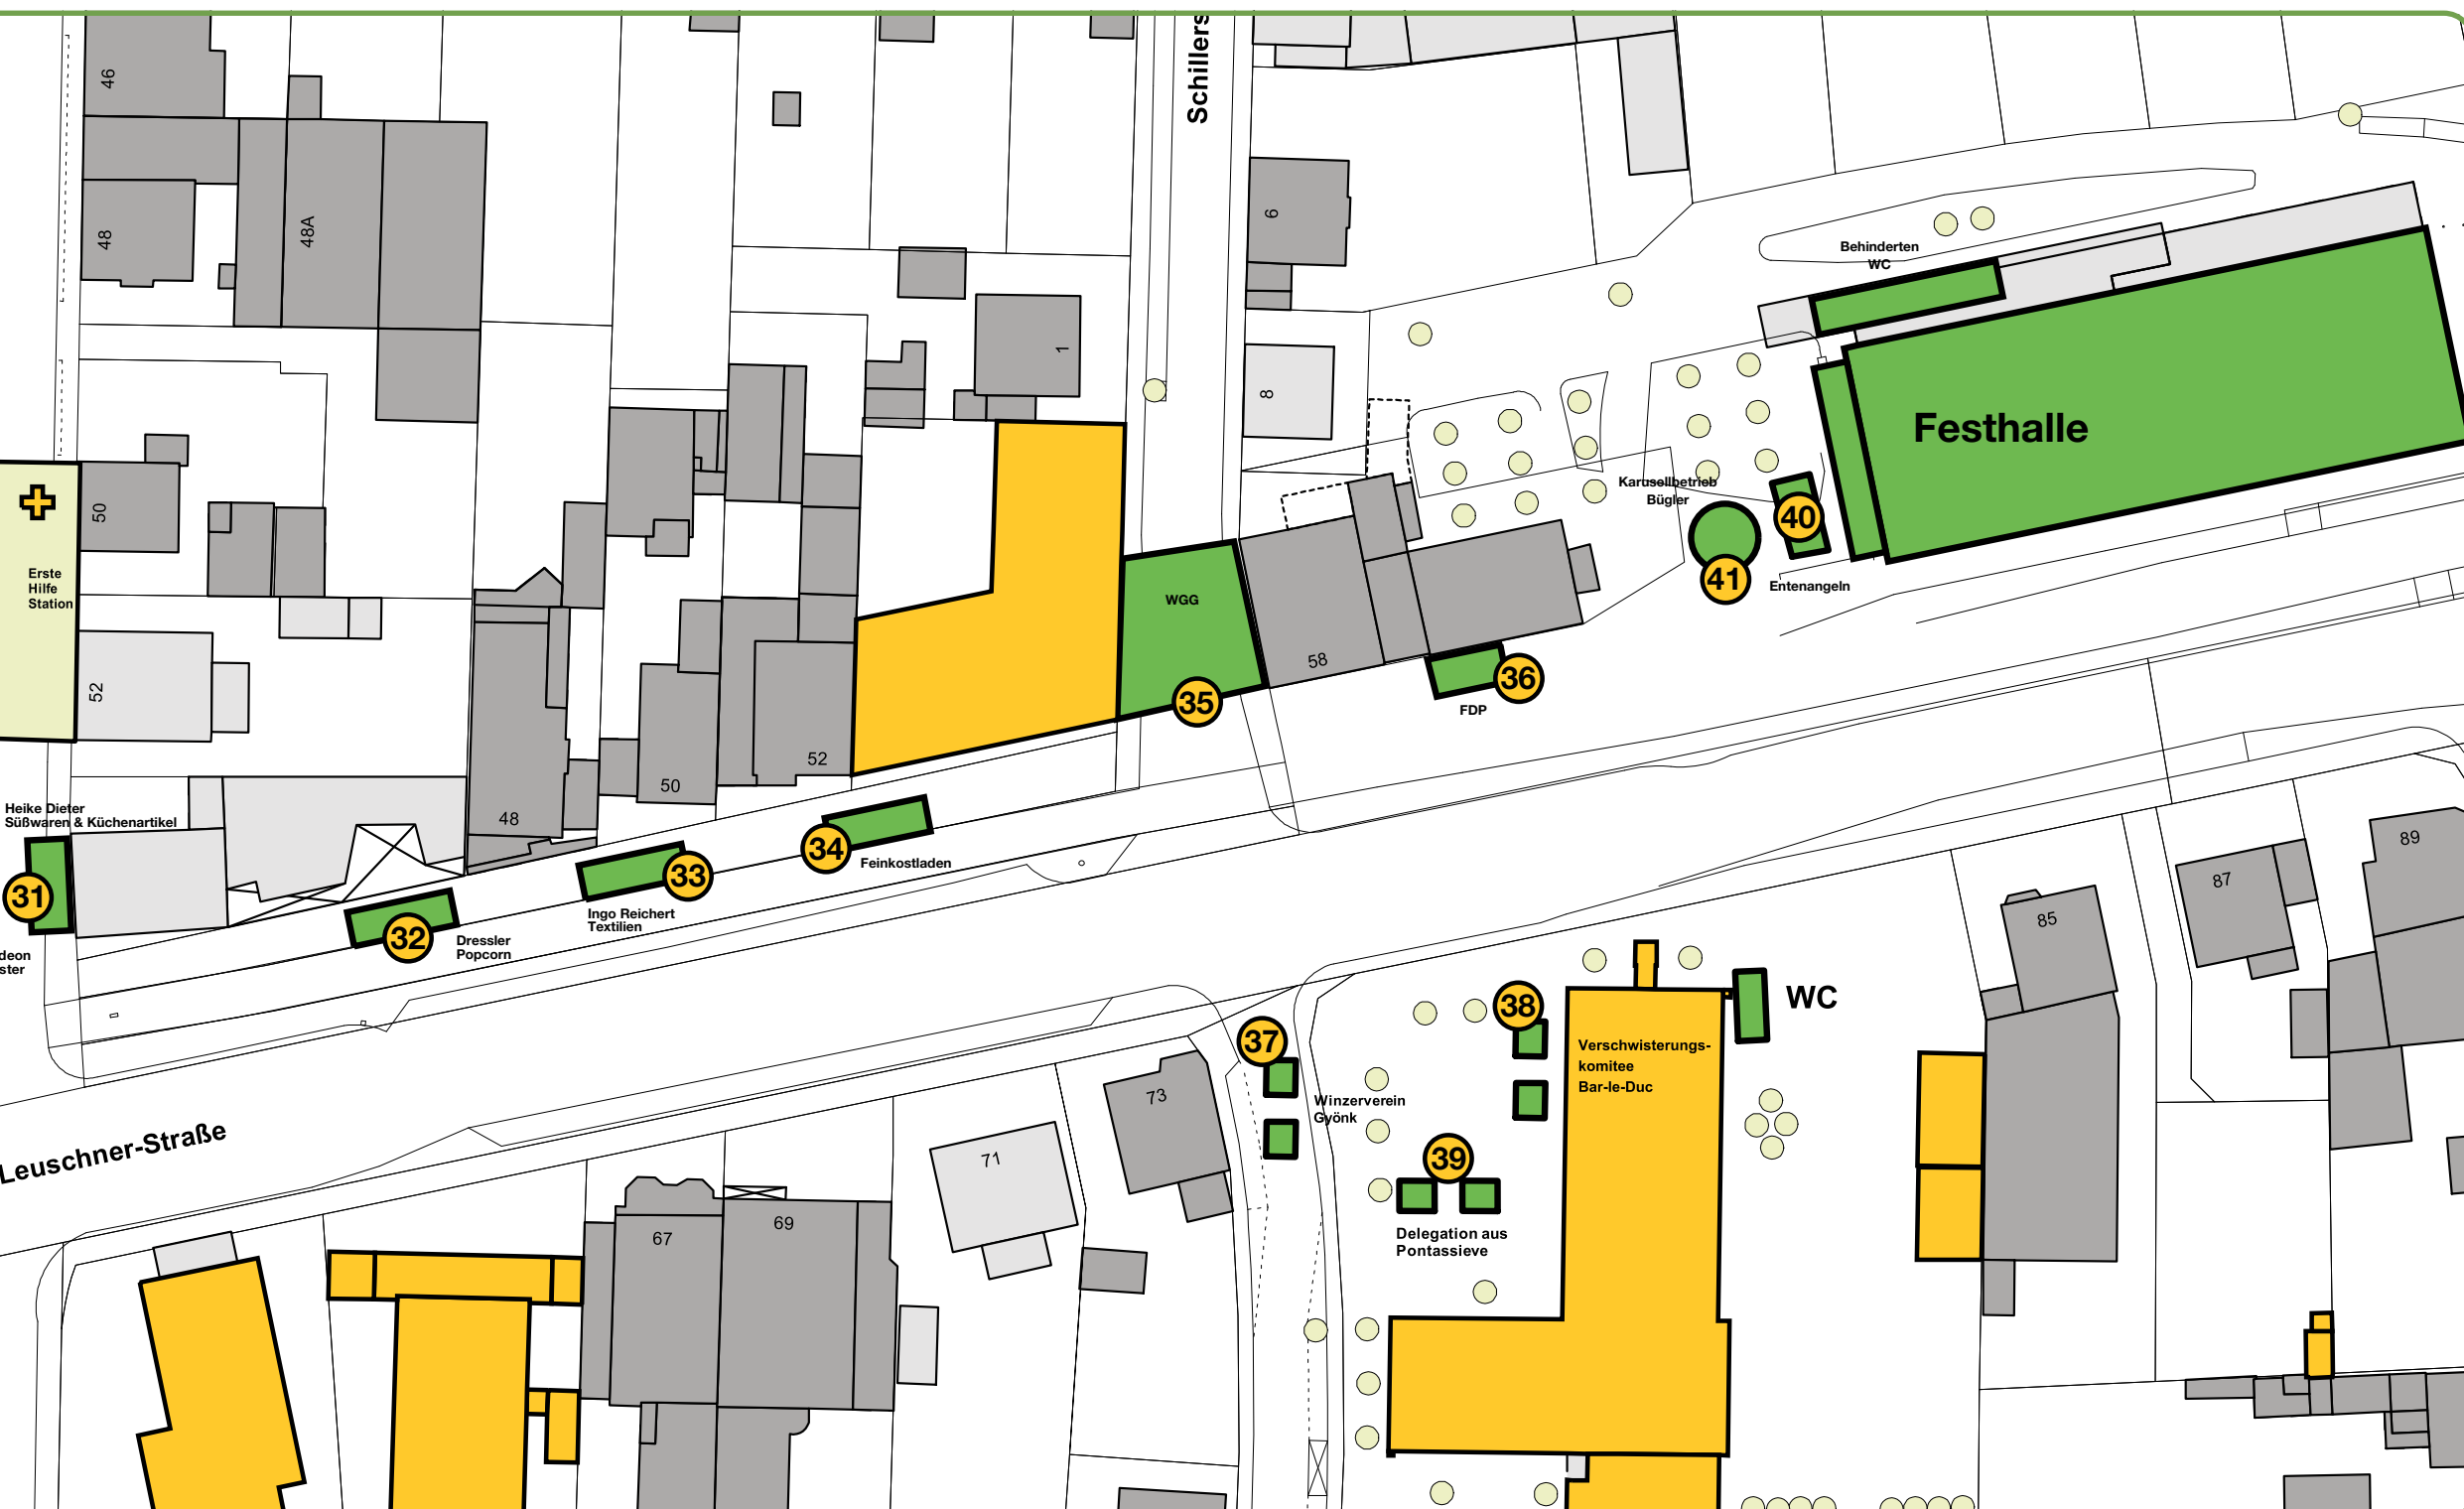 Schillers
46
48
48A
6
Behinderten
WC
1
8
Festhalle
50
Erste
Hilfe
Station
52
Karusellbetrieb
Bügler
40
41
Entenangeln
WGG
58
35
36
FDP
52
50
48
Heike Dieter
Süßwaren & Küchenartikel
31
deon
ster
32
Dressler
Popcorn
33
Ingo Reichert
Textilien
34
Feinkostladen
89
87
85
38
WC
37
Verschwisterungs-
komitee
Bar-le-Duc
Winzerverein
Gyönk
73
71
39
Delegation aus
Pontassieve
Leuschner-Straße
67
69